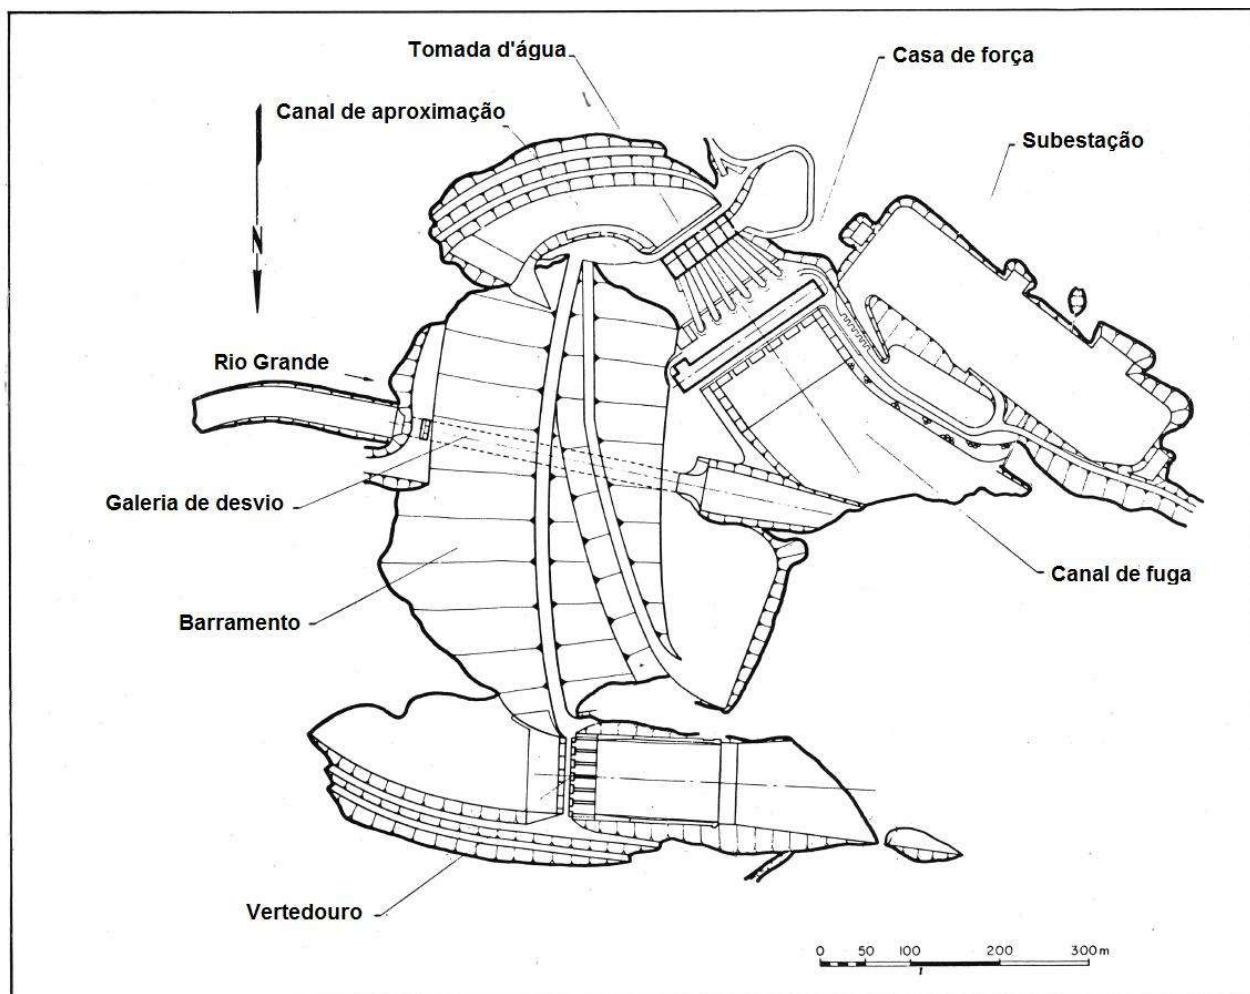 Tomada d'água
Casa de força
Canal de aproximação
Subestação
N
Rio Grande
Galeria de desvio
Canal de fuga
Barramento
Vertedouro
0 50 100 200 300 m